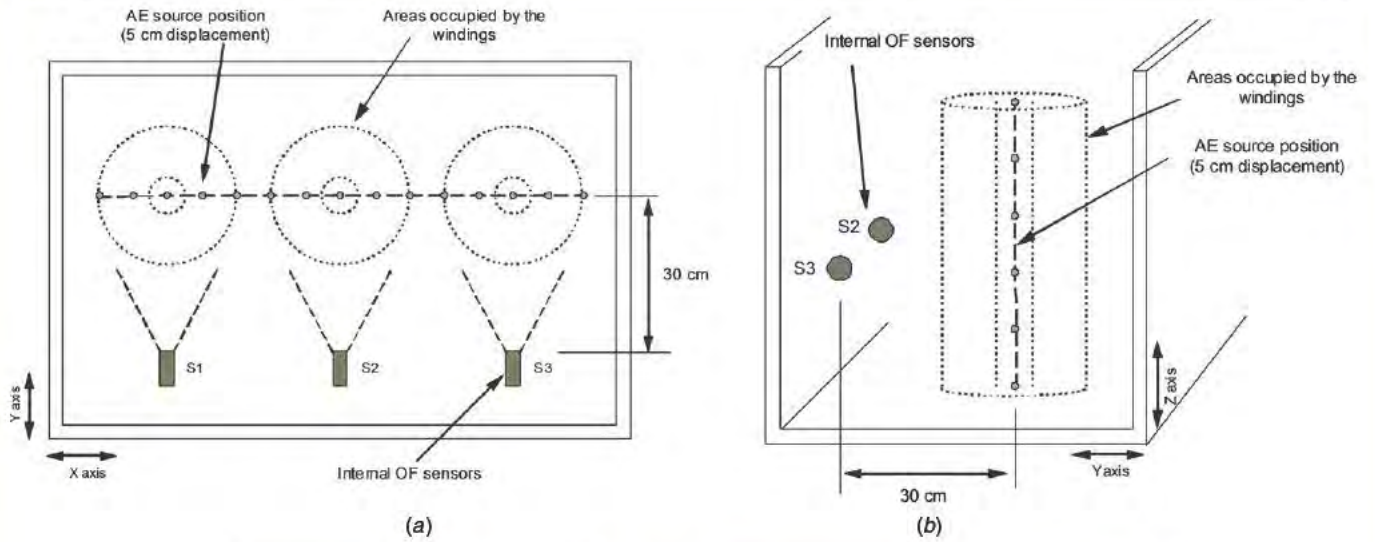 AE source position
(5 cm displacement)
Areas occupied by the
windings
30 cm
S1
S2
S3
Y axis
X axis
Internal OF sensors
(a)
Internal OF sensors
Areas occupied by the
windings
AE source position
(5 cm displacement)
S2
S3
Z axis
Yaxis
30 cm
(b)